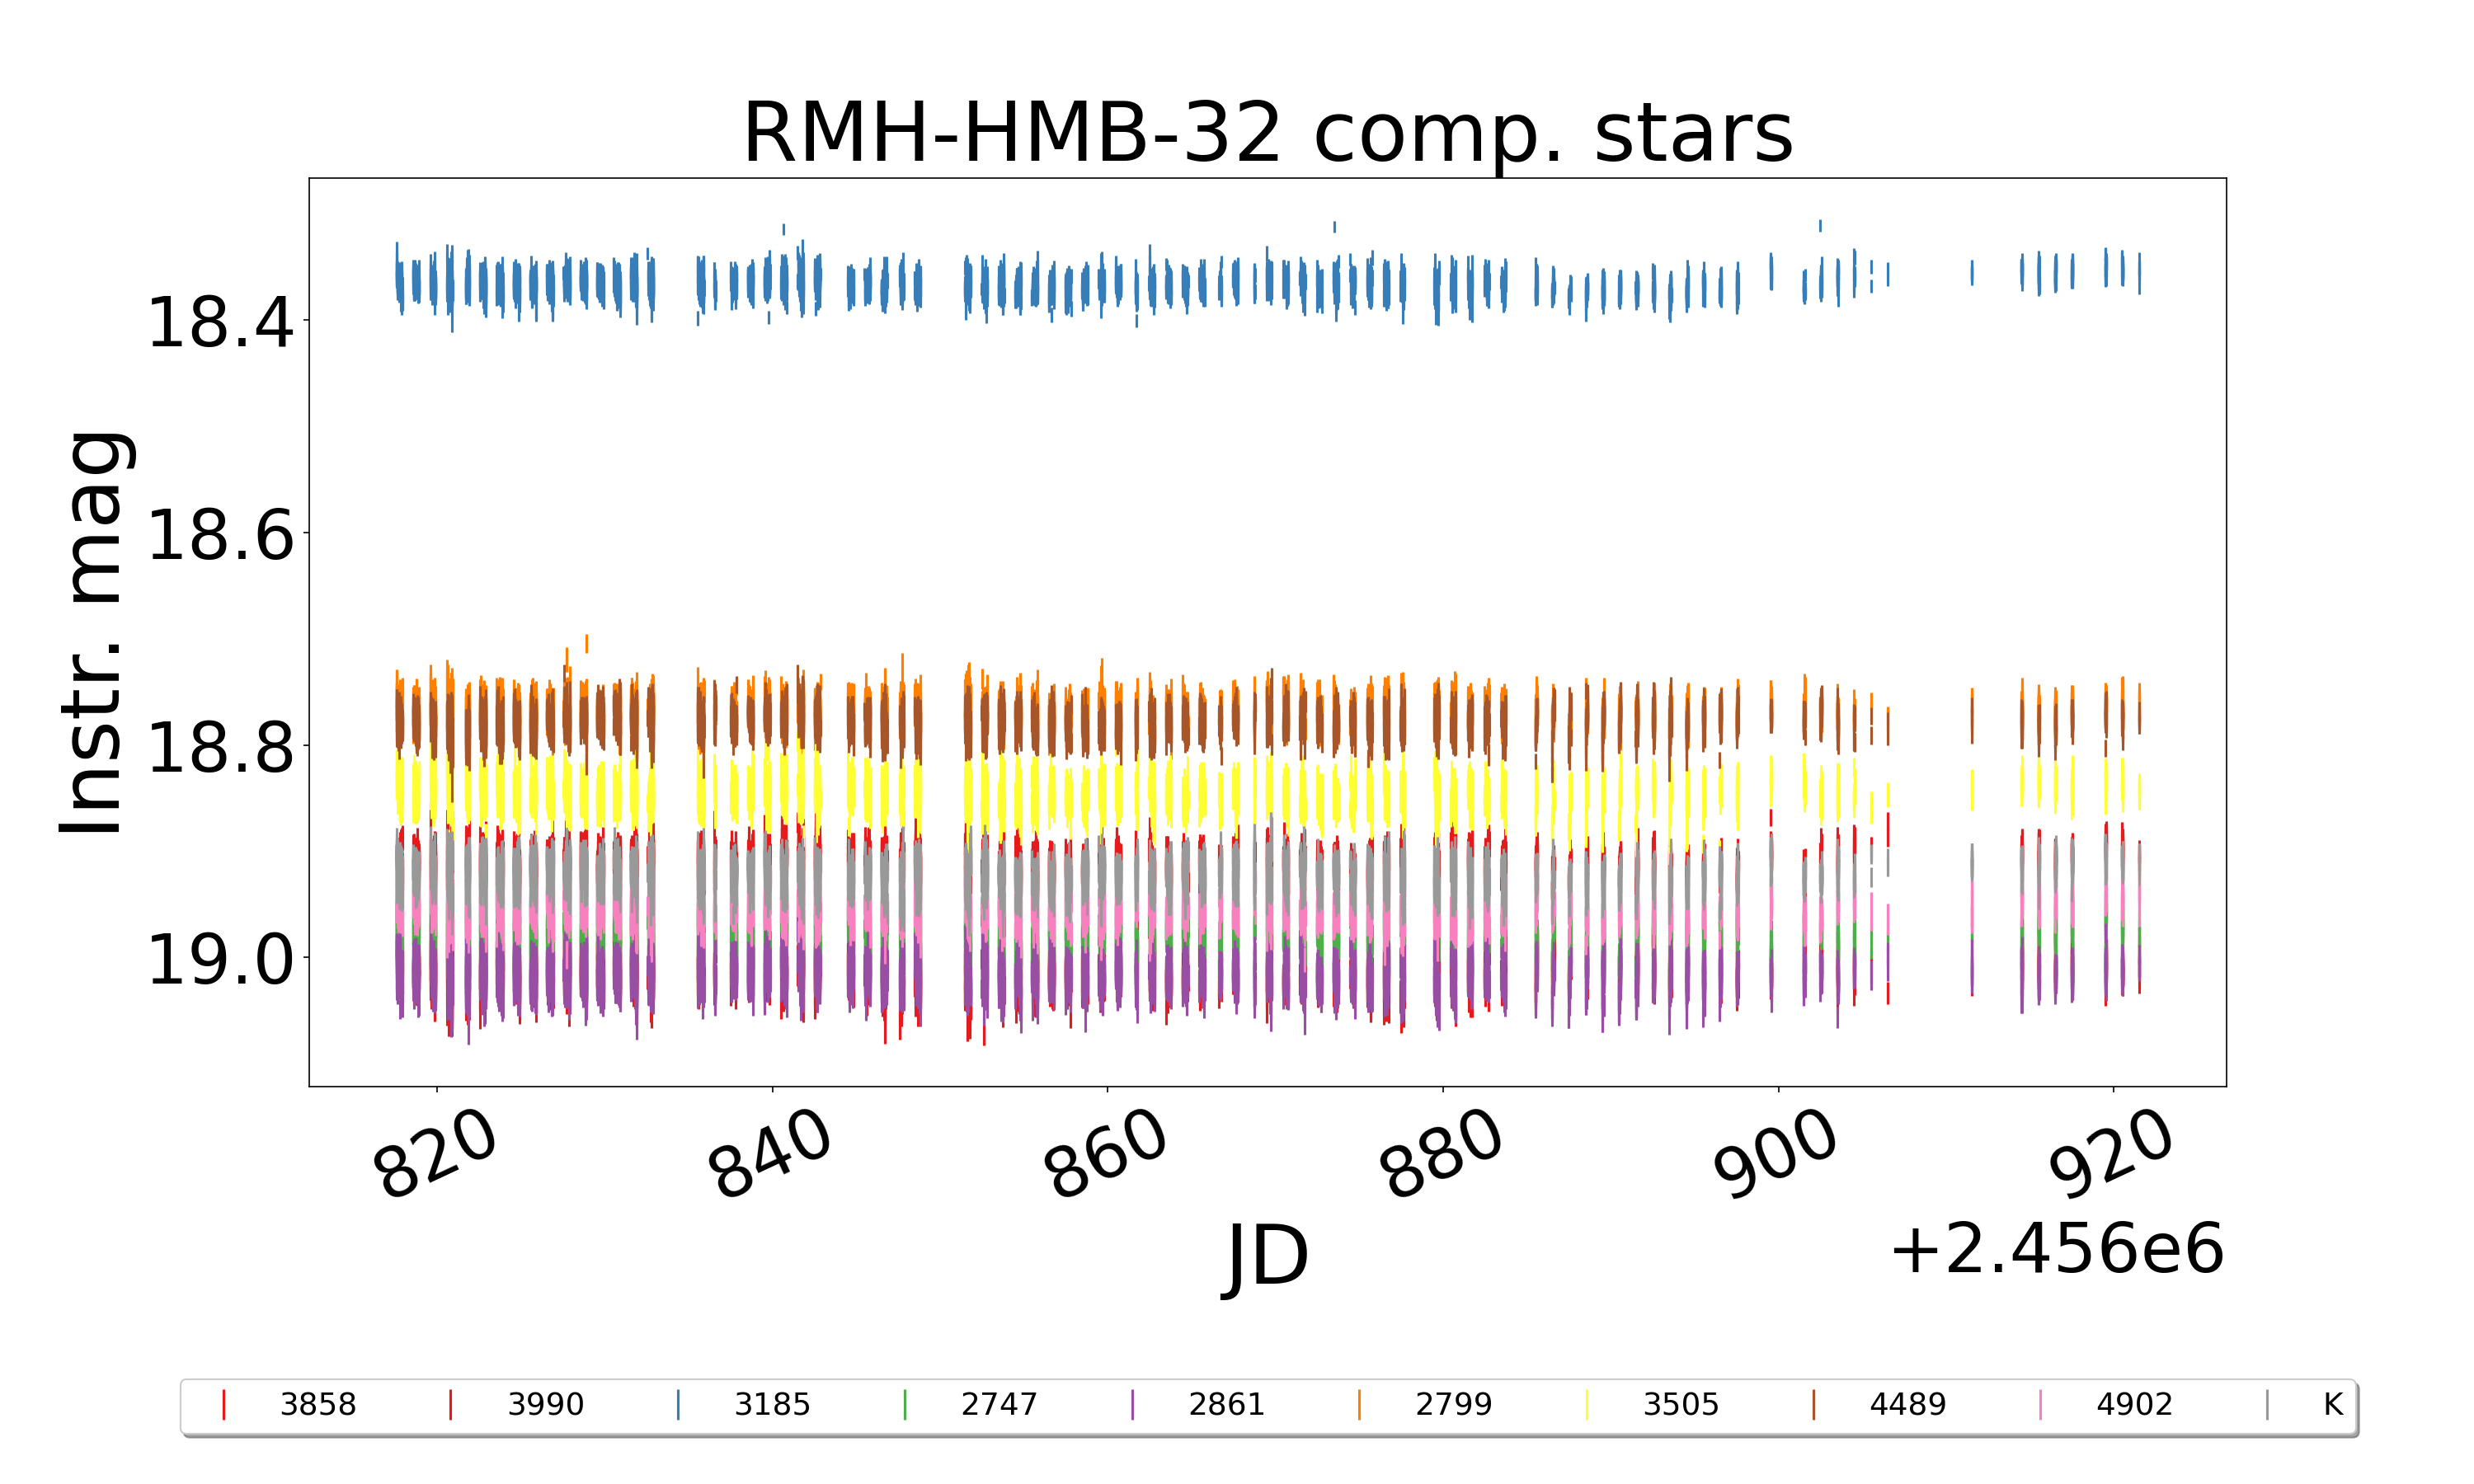 RMH-HMB-32 comp. stars
Instr. mag
18.4
18.6
18.8
19.0
820 840 860 880 900 920
JD
+2.456e6
3858 3990 3185 2747 2861 2799 3505 4489 4902 K